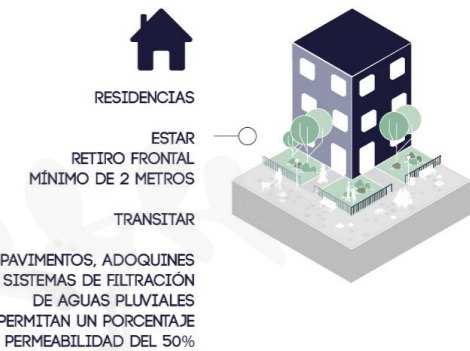 RESIDENCIAS
ESTAR
RETIRO FRONTAL
MÍNIMO DE 2 METROS
TRANSITAR
PAVIMENTOS, ADOQUINES
SISTEMAS DE FILTRACIÓN
DE AGUAS PLUVIALES
PERMITAN UN PORCENTAJE
PERMEABILIDAD DEL 50%